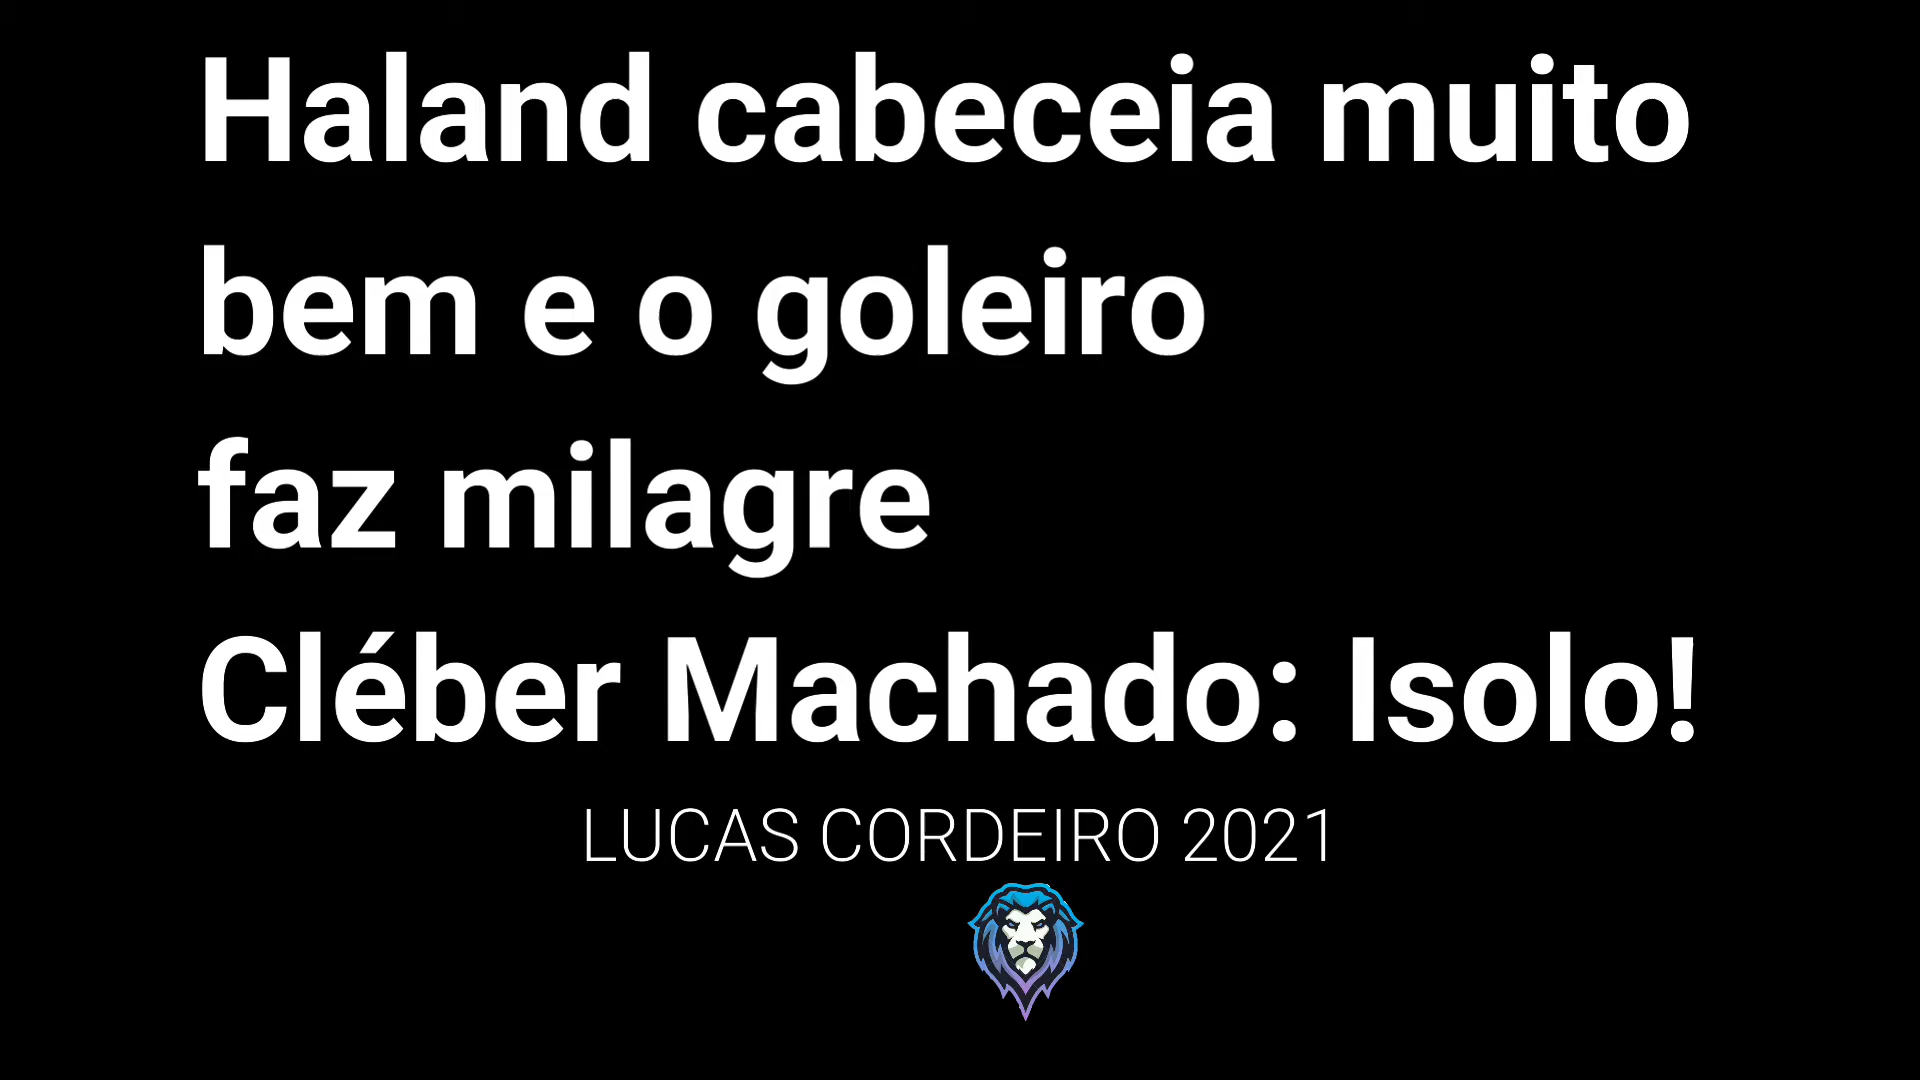 Haland cabeceia muito
bem e o goleiro
faz milagre
Cléber Machado: Isolo!
LUCAS CORDEIRO 2021